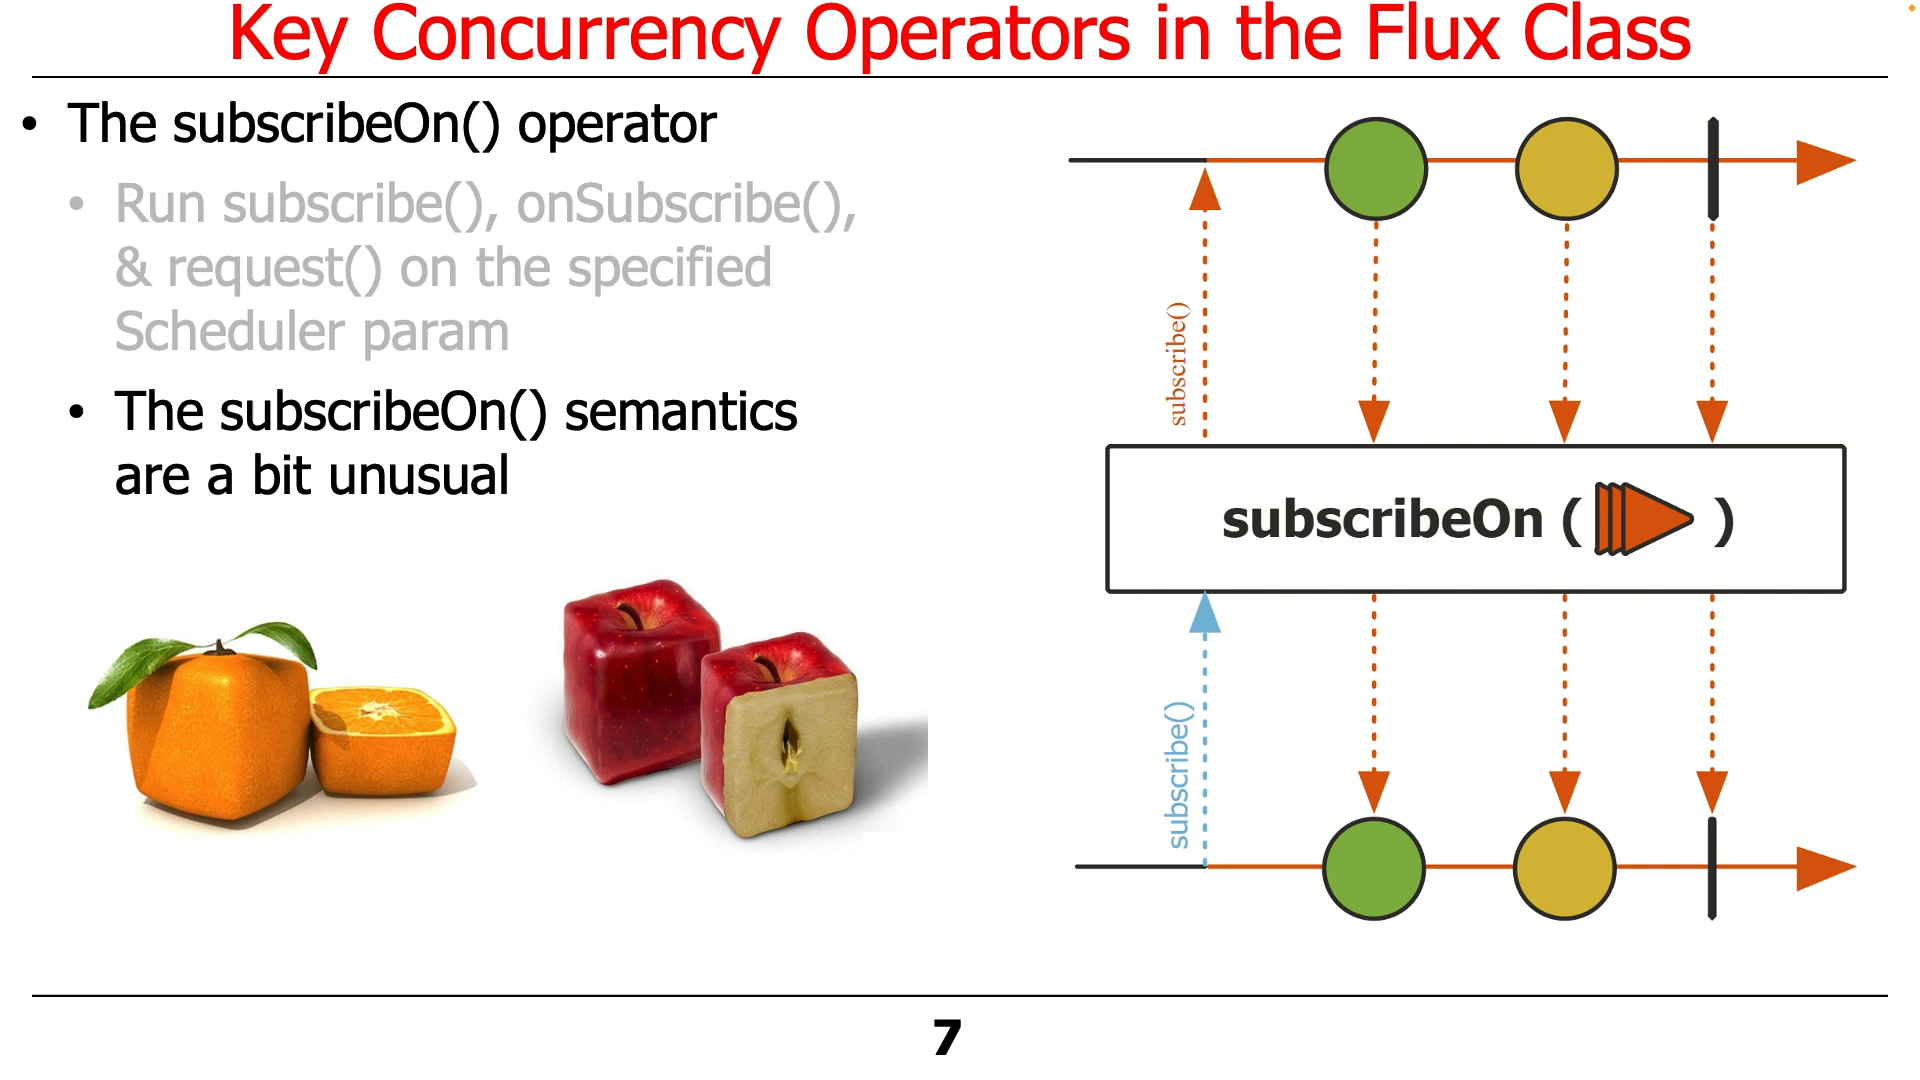 Key Concurrency Operators in the Flux Class
• The subscribeOn() operator
• Run subscribe(), onSubscribe(),
& request() on the specified
Scheduler param
• The subscribeOn() semantics
are a bit unusual
subscribe()
subscribeOn ( )
subscribe()
7